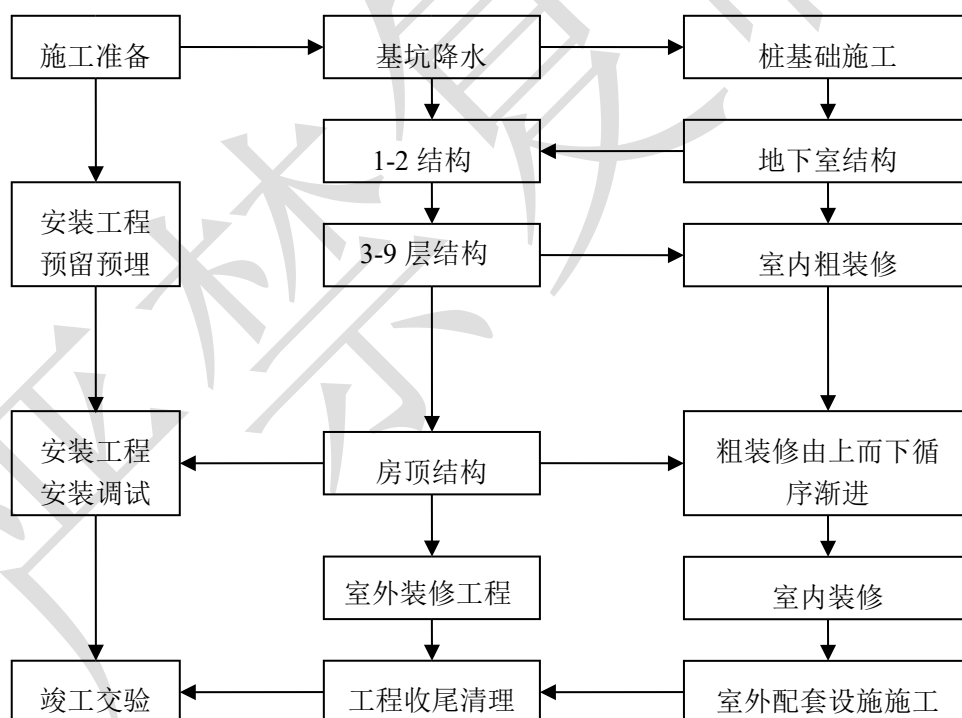 施工准备
基坑降水
桩基础施工
1-2 结构
地下室结构
安装工程
预留预埋
3-9 层结构
室内粗装修
安装工程
安装调试
房顶结构
粗装修由上而下循
序渐进
室外装修工程
室内装修
竣工交验
工程收尾清理
室外配套设施施工